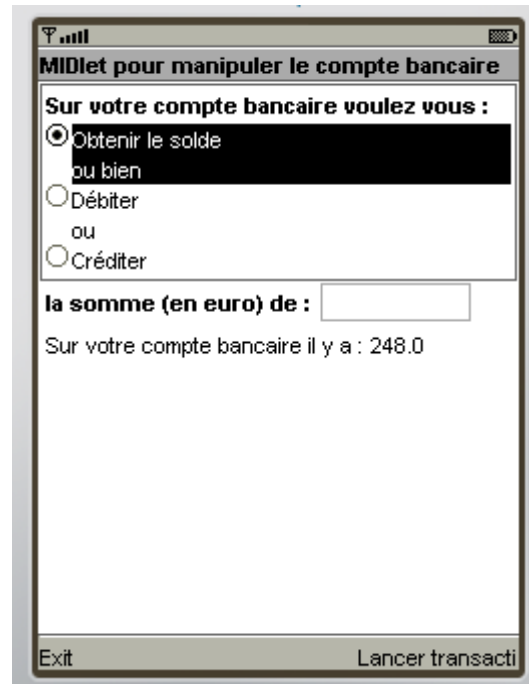 MIDlet pour manipuler le compte bancaire
Sur votre compte bancaire voulez vous :
Obtenir le solde
ou bien
Débiter
ou
Créditer
la somme (en euro) de :
Sur votre compte bancaire il y a : 248.0
Exit Lancer transacti